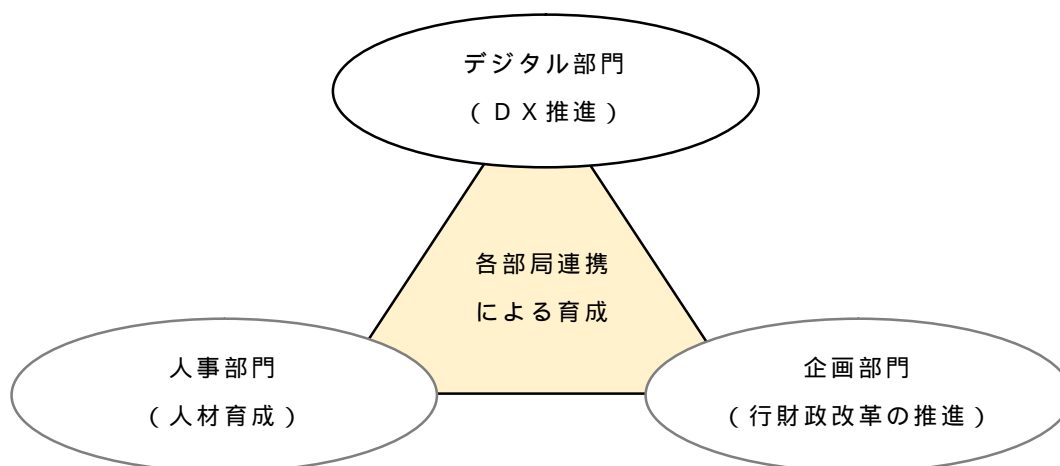 デジタル部門
（ＤＸ推進）
各部局連携
による育成
人事部門
（人材育成）
企画部門
（行財政改革の推進）